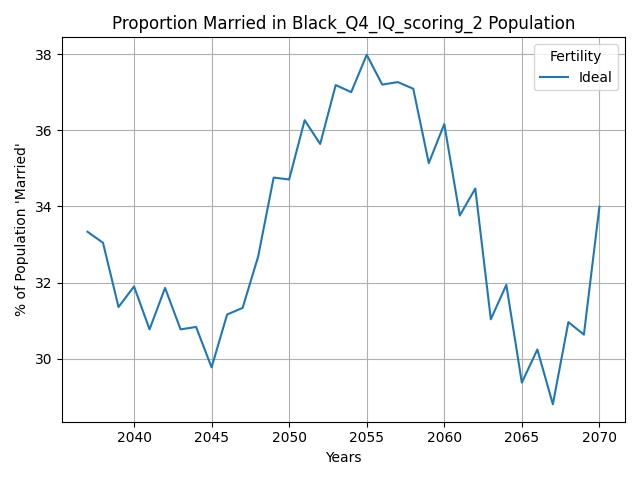 Proportion Married in Black_Q4_IQ_scoring_2 Population
Fertility
Ideal
% of Population 'Married'
38
36
34
32
30
2040
2045
2050
2055
2060
2065
2070
Years